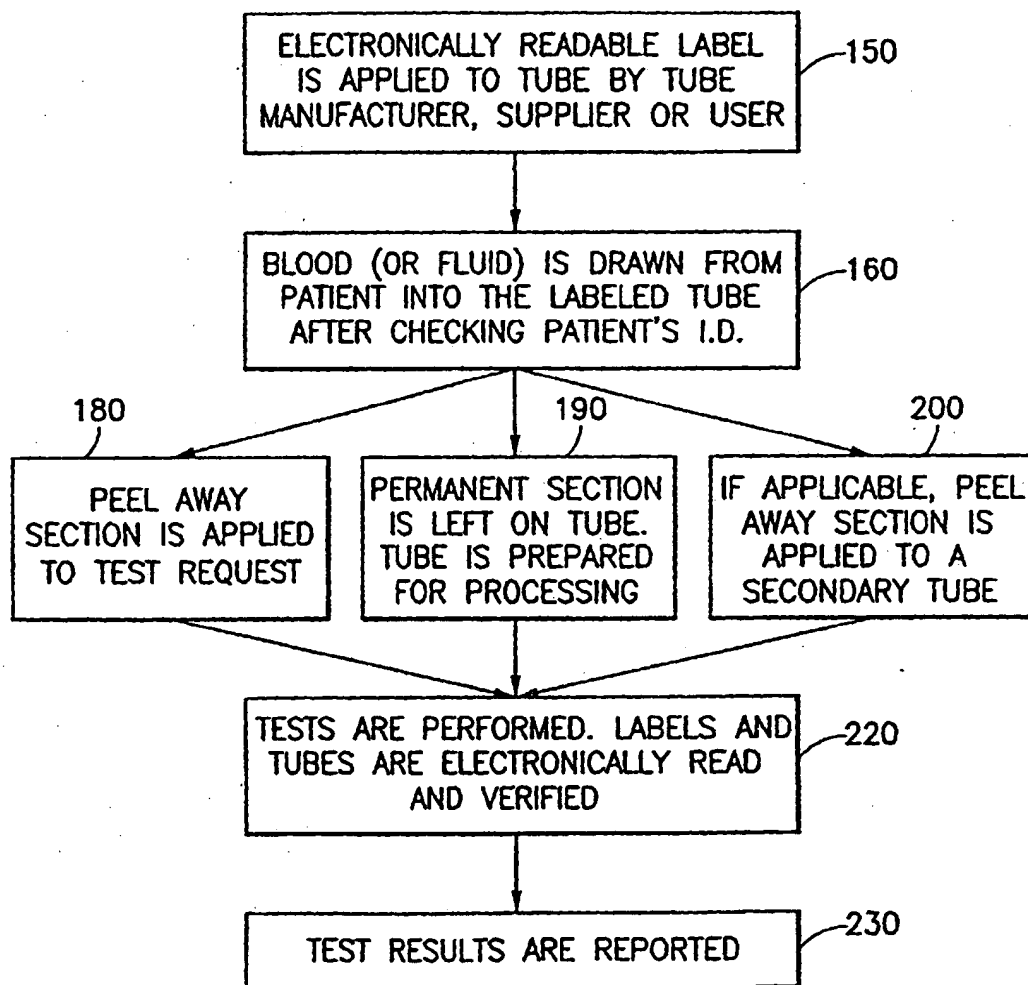 ELECTRONICALLY READABLE LABEL
IS APPLIED TO TUBE BY TUBE
MANUFACTURER, SUPPLIER OR USER
150
BLOOD (OR FLUID) IS DRAWN FROM
PATIENT INTO THE LABELED TUBE
AFTER CHECKING PATIENT'S I.D.
160
180
PEEL AWAY
SECTION IS APPLIED
TO TEST REQUEST
190
PERMANENT SECTION
IS LEFT ON TUBE.
TUBE IS PREPARED
FOR PROCESSING
200
IF APPLICABLE, PEEL
AWAY SECTION IS
APPLIED TO A
SECONDARY TUBE
TESTS ARE PERFORMED. LABELS AND
TUBES ARE ELECTRONICALLY READ
AND VERIFIED
220
TEST RESULTS ARE REPORTED
230